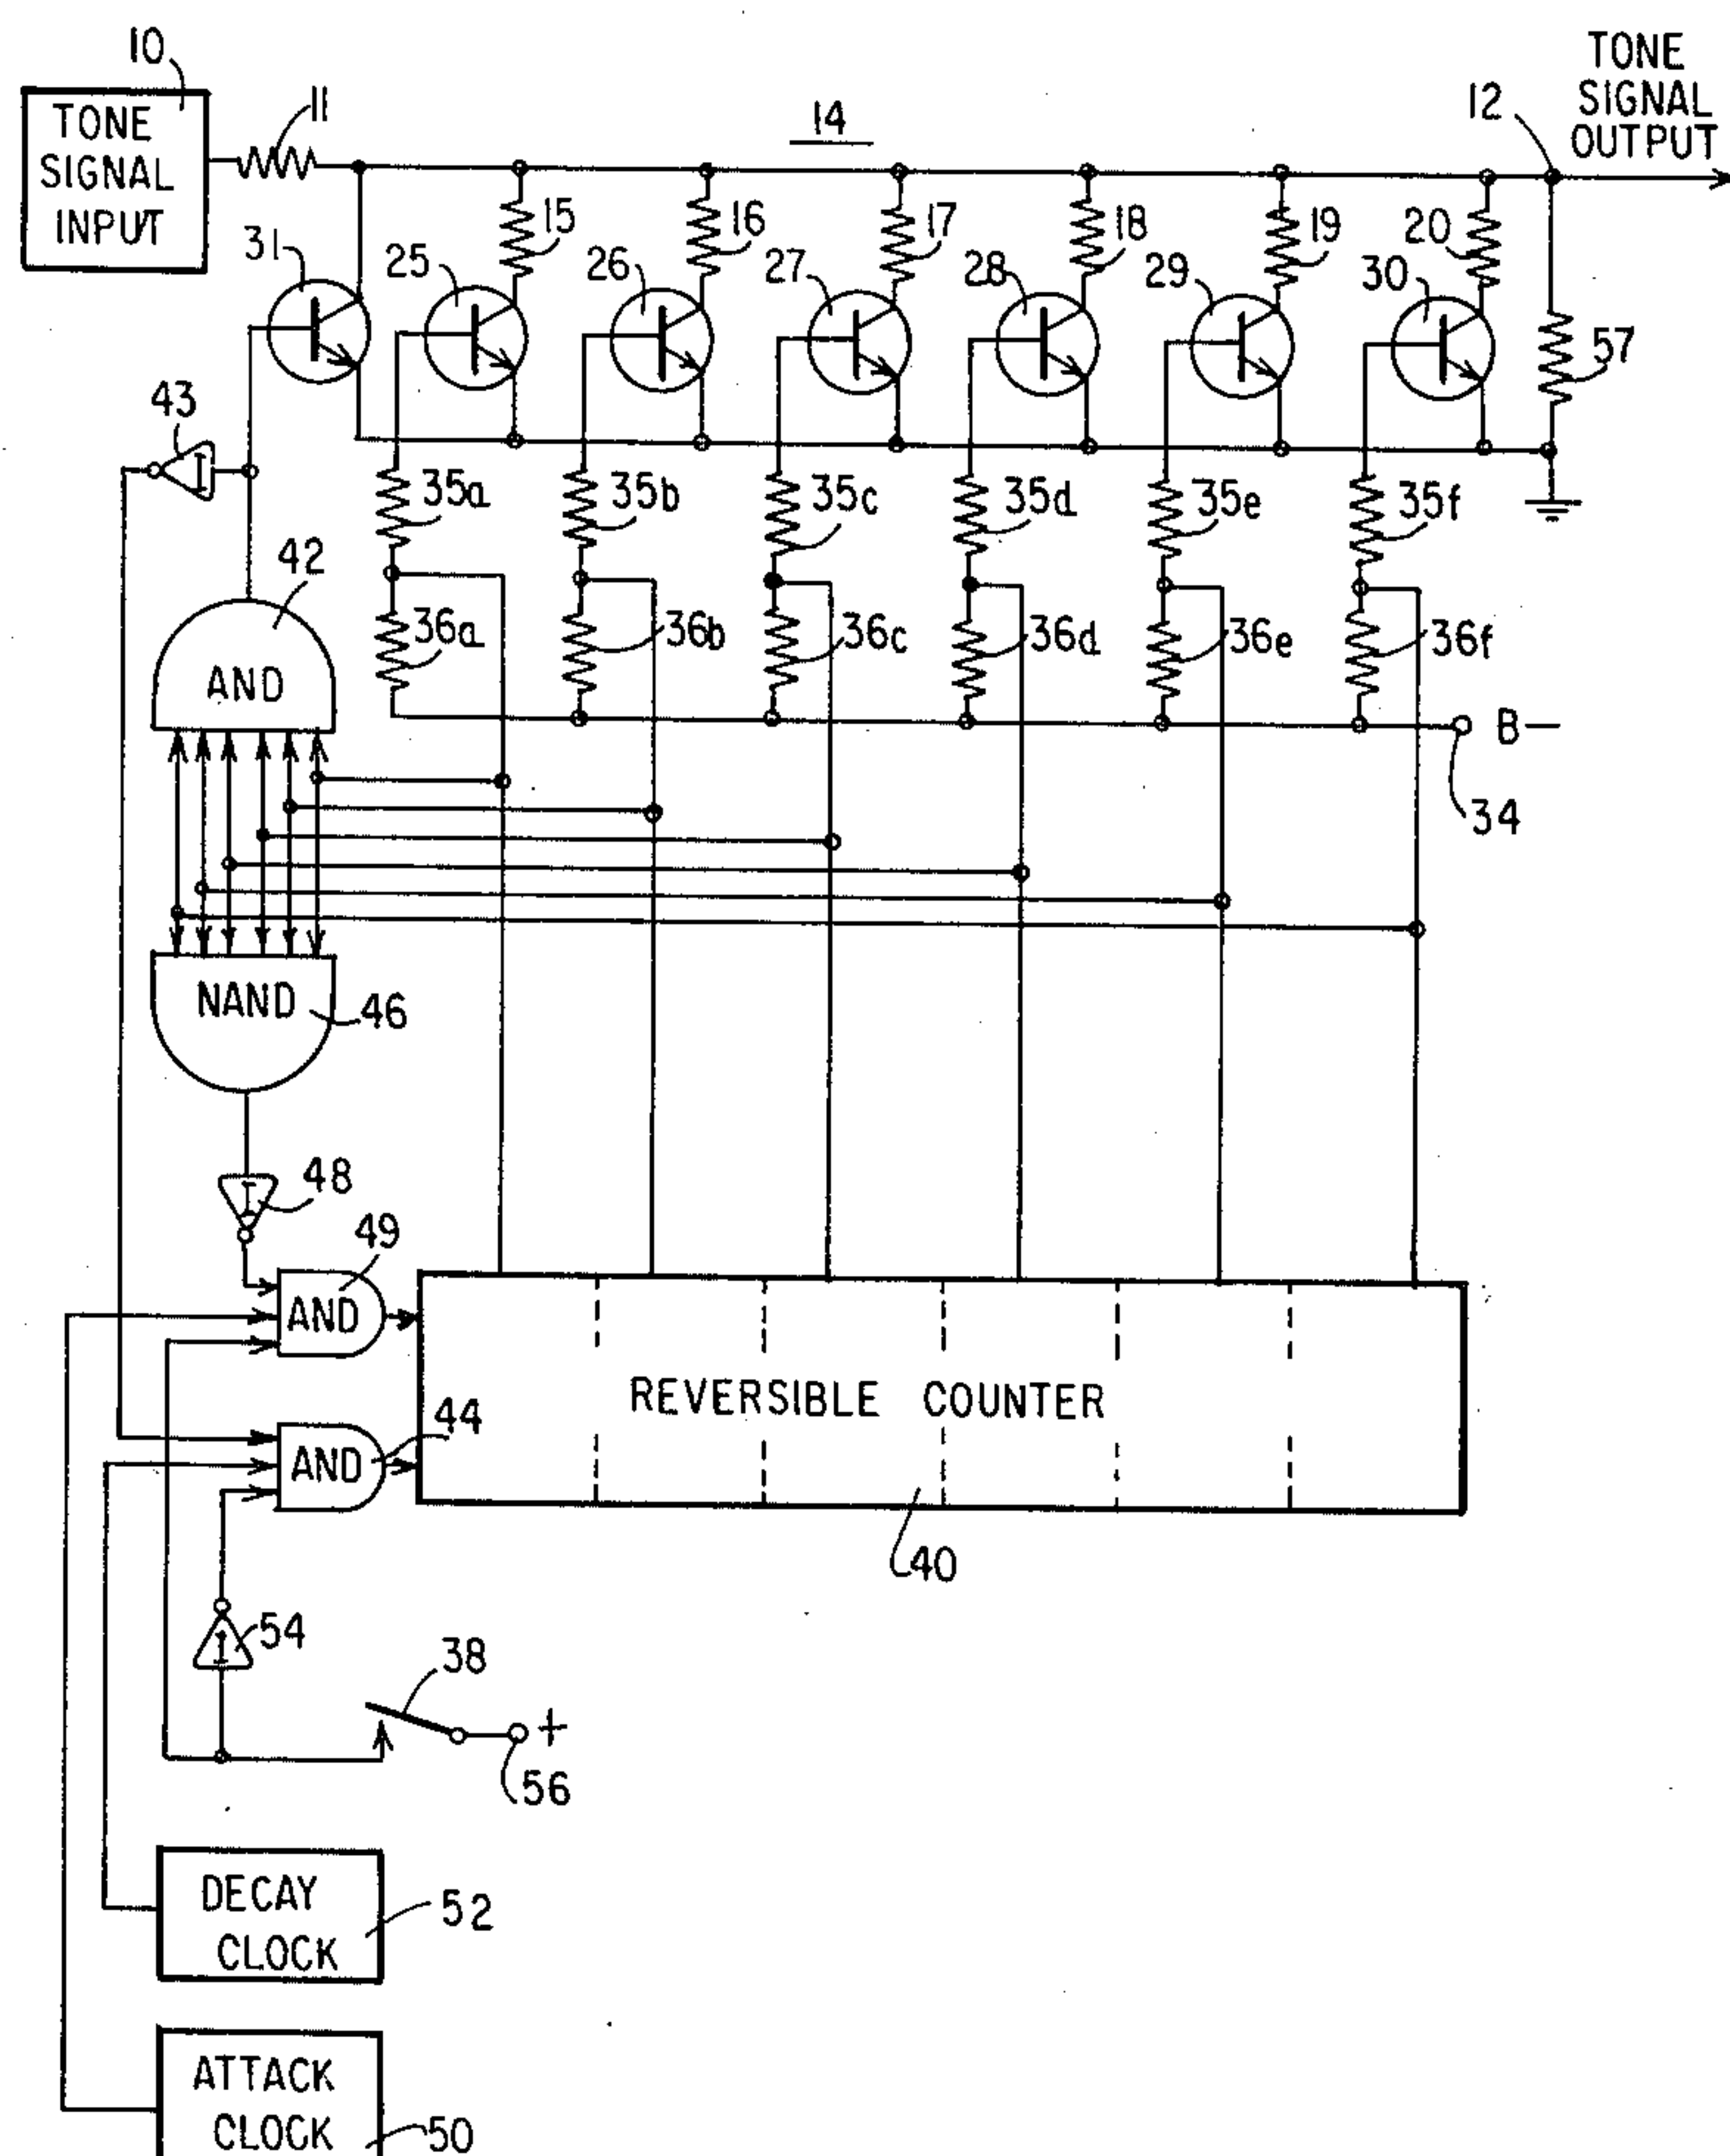 10
TONE
SIGNAL
INPUT
11
14
12
TONE
SIGNAL
OUTPUT
31
25
15
26
16
27
17
28
18
29
19
30
20
57
43
35a
35b
35c
35d
35e
35f
42
AND
36a
36b
36c
36d
36e
36f
B—
34
NAND
46
I
48
49
AND
REVERSIBLE COUNTER
44
AND
40
I
54
38
+
56
DECAY
CLOCK
52
ATTACK
CLOCK
50
I